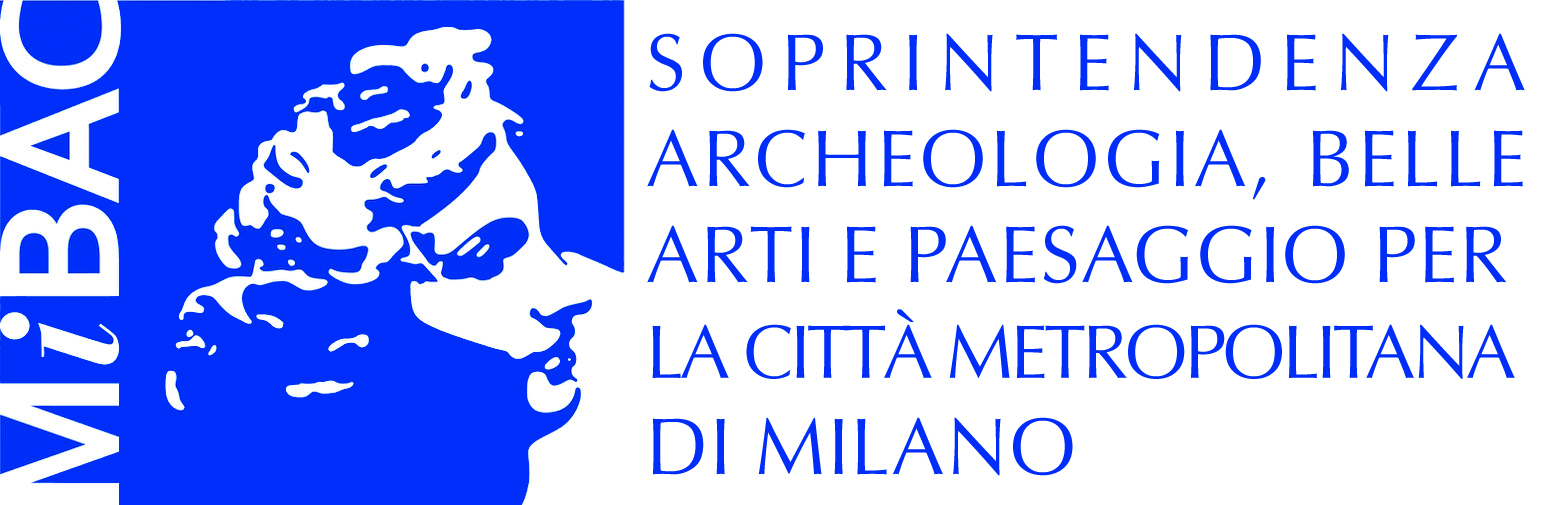 MiBAC
SOPRINTENDENZA
ARCHEOLOGIA, BELLE
ARTI E PAESAGGIO PER
LA CITTÀ METROPOLITANA
DI MILANO